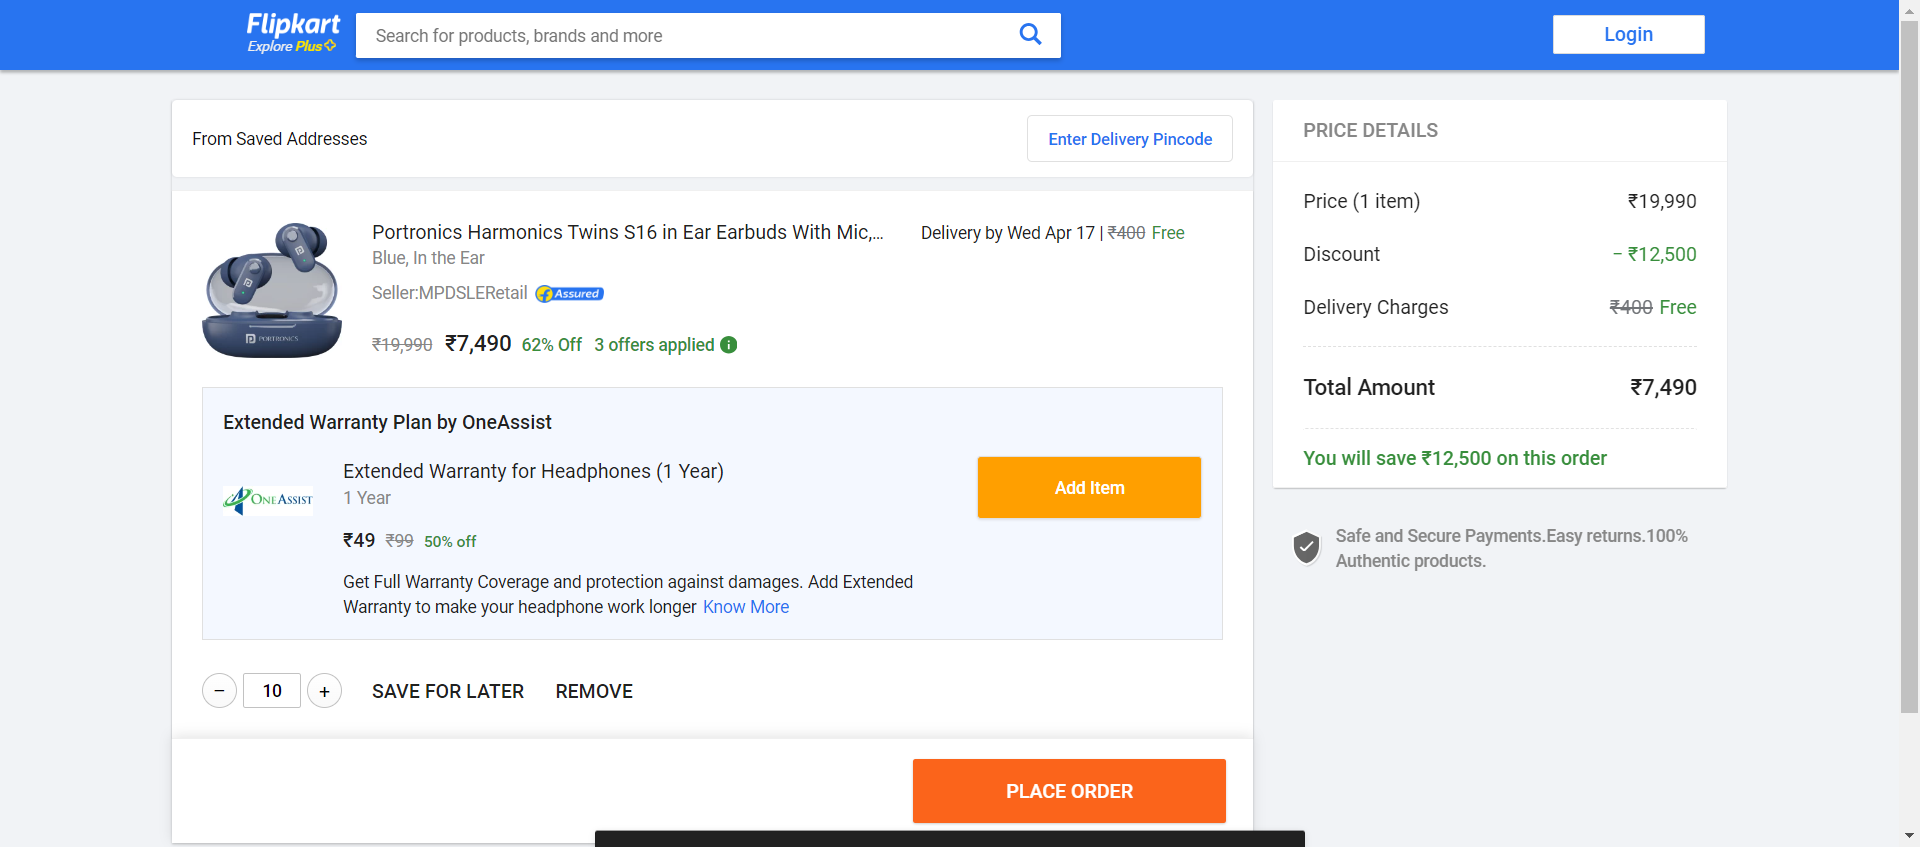 Flipkart
Explore Plus
Search for products, brands and more
Login
From Saved Addresses
Enter Delivery Pincode
Portronics Harmonics Twins S16 in Ear Earbuds With Mic,...
Delivery by Wed Apr 17 | ₹400 Free
Blue, In the Ear
Seller:MPDSLERetail
Assured
₹19,990 ₹7,490 62% Off 3 offers applied
PORTRONICS
Extended Warranty Plan by OneAssist
ONEASSIST
Extended Warranty for Headphones (1 Year)
1 Year
₹49 ₹99 50% off
Add Item
Get Full Warranty Coverage and protection against damages. Add Extended
Warranty to make your headphone work longer Know More
− 10 + SAVE FOR LATER REMOVE
PLACE ORDER
PRICE DETAILS
Price (1 item) ₹19,990
Discount − ₹12,500
Delivery Charges ₹400 Free
Total Amount ₹7,490
You will save ₹12,500 on this order
Safe and Secure Payments.Easy returns.100%
Authentic products.